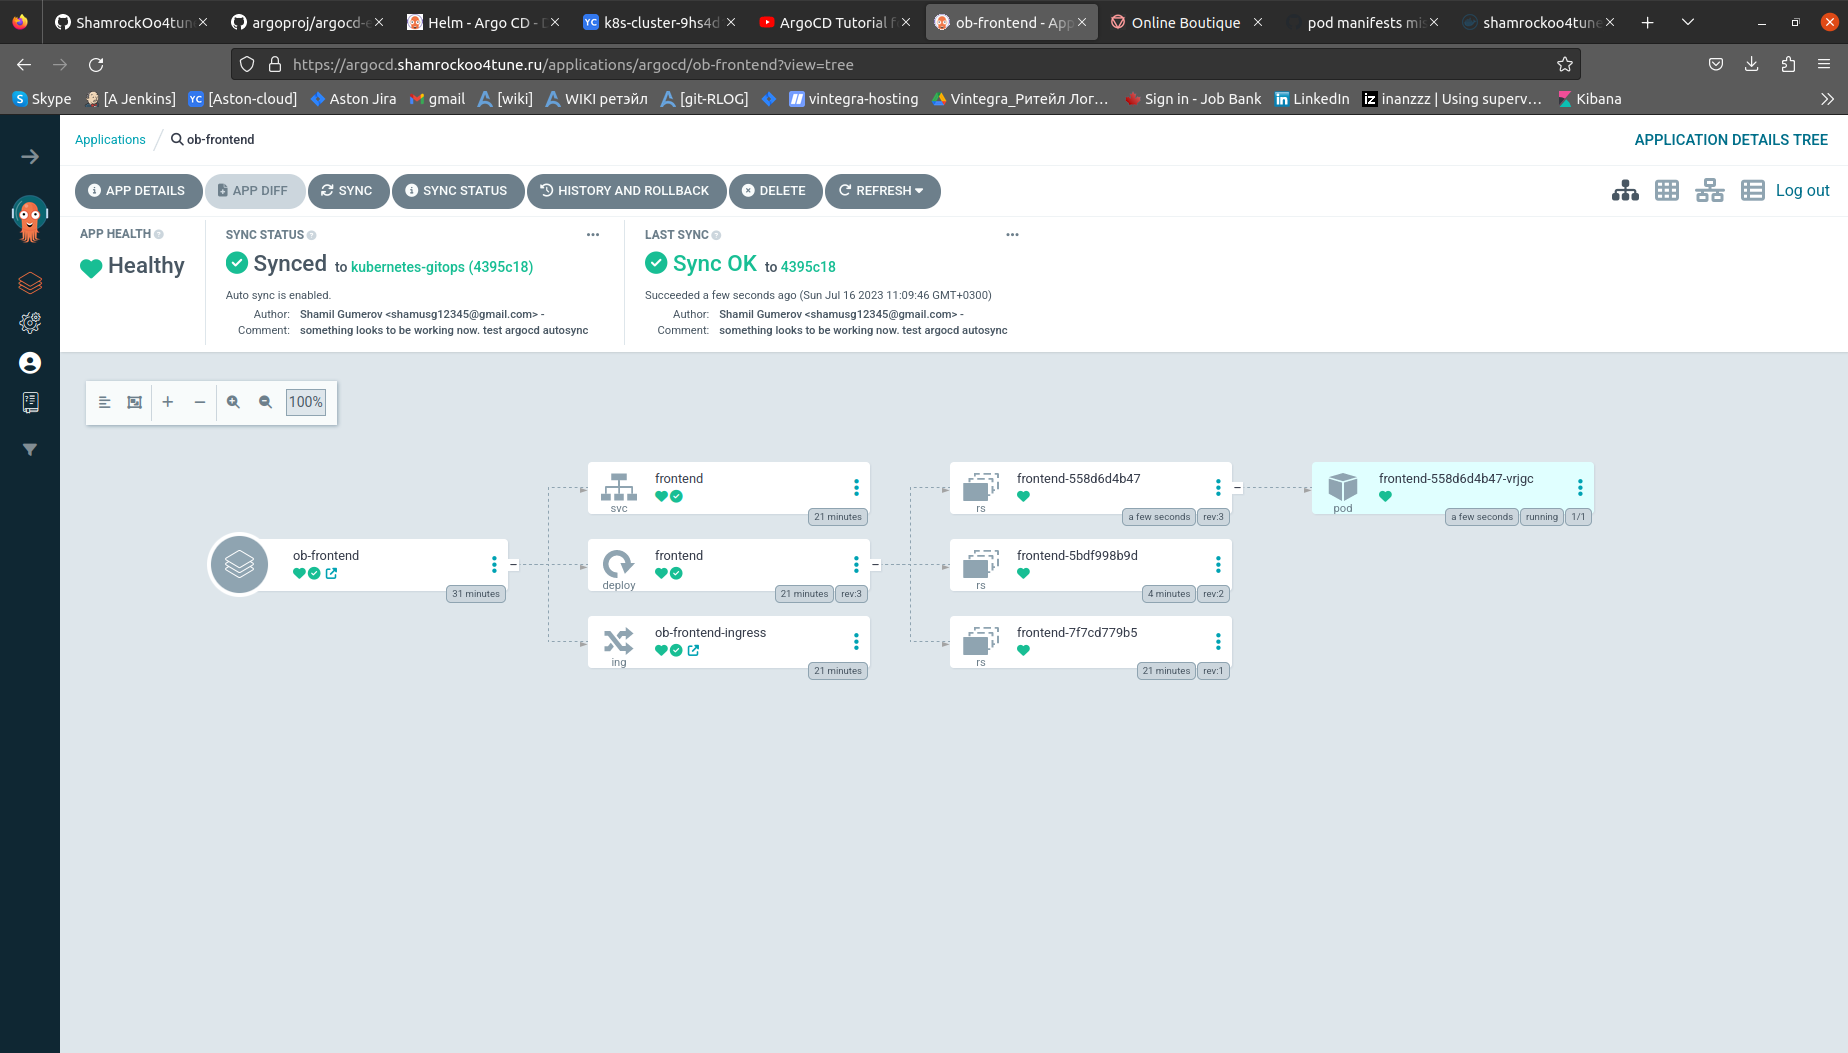 ShamrockOo4tun
argoproj/argocd-e
Helm - Argo CD - D
YC k8s-cluster-9hs4d
ArgoCD Tutorial f
ob-frontend - App
Online Boutique
pod manifests mis
shamrockoo4tune
https://argocd.shamrockoo4tune.ru/applications/argocd/ob-frontend?view=tree
Skype
[A Jenkins]
YC [Aston-cloud]
Aston Jira
gmail
[wiki]
WIKI ретэйл
[git-RLOG]
vintegra-hosting
Vintegra_Ритейл Лог…
Sign in - Job Bank
in LinkedIn
iz inanzzz | Using superv…
Kibana
Applications / ob-frontend
APPLICATION DETAILS TREE
APP DETAILS
APP DIFF
SYNC
SYNC STATUS
HISTORY AND ROLLBACK
DELETE
REFRESH
Log out
APP HEALTH
Healthy
SYNC STATUS
Synced to kubernetes-gitops (4395c18)
Auto sync is enabled.
Author: Shamil Gumerov <shamusg12345@gmail.com> -
Comment: something looks to be working now. test argocd autosync
LAST SYNC
Sync OK to 4395c18
Succeeded a few seconds ago (Sun Jul 16 2023 11:09:46 GMT+0300)
Author: Shamil Gumerov <shamusg12345@gmail.com> -
Comment: something looks to be working now. test argocd autosync
100%
ob-frontend
31 minutes
frontend
svc
21 minutes
frontend
deploy
21 minutes
rev:3
ob-frontend-ingress
ing
21 minutes
frontend-558d6d4b47
rs
a few seconds
rev:3
frontend-5bdf998b9d
rs
4 minutes
rev:2
frontend-7f7cd779b5
rs
21 minutes
rev:1
frontend-558d6d4b47-vrjgc
pod
a few seconds
running
1/1